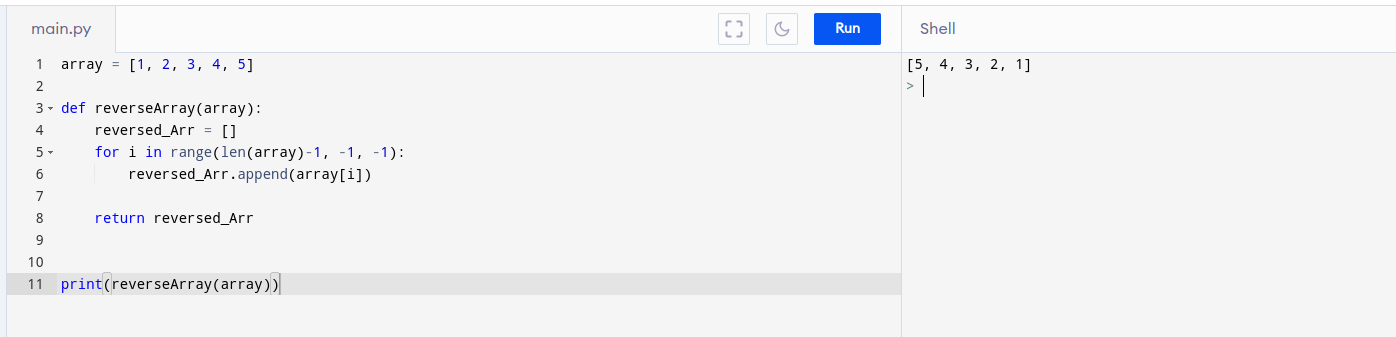 main.py
Run
Shell
1 array = [1, 2, 3, 4, 5]
2
3 def reverseArray(array):
4     reversed_Arr = []
5     for i in range(len(array)-1, -1, -1):
6         reversed_Arr.append(array[i])
7
8     return reversed_Arr
9
10
11 print(reverseArray(array))
[5, 4, 3, 2, 1]
>